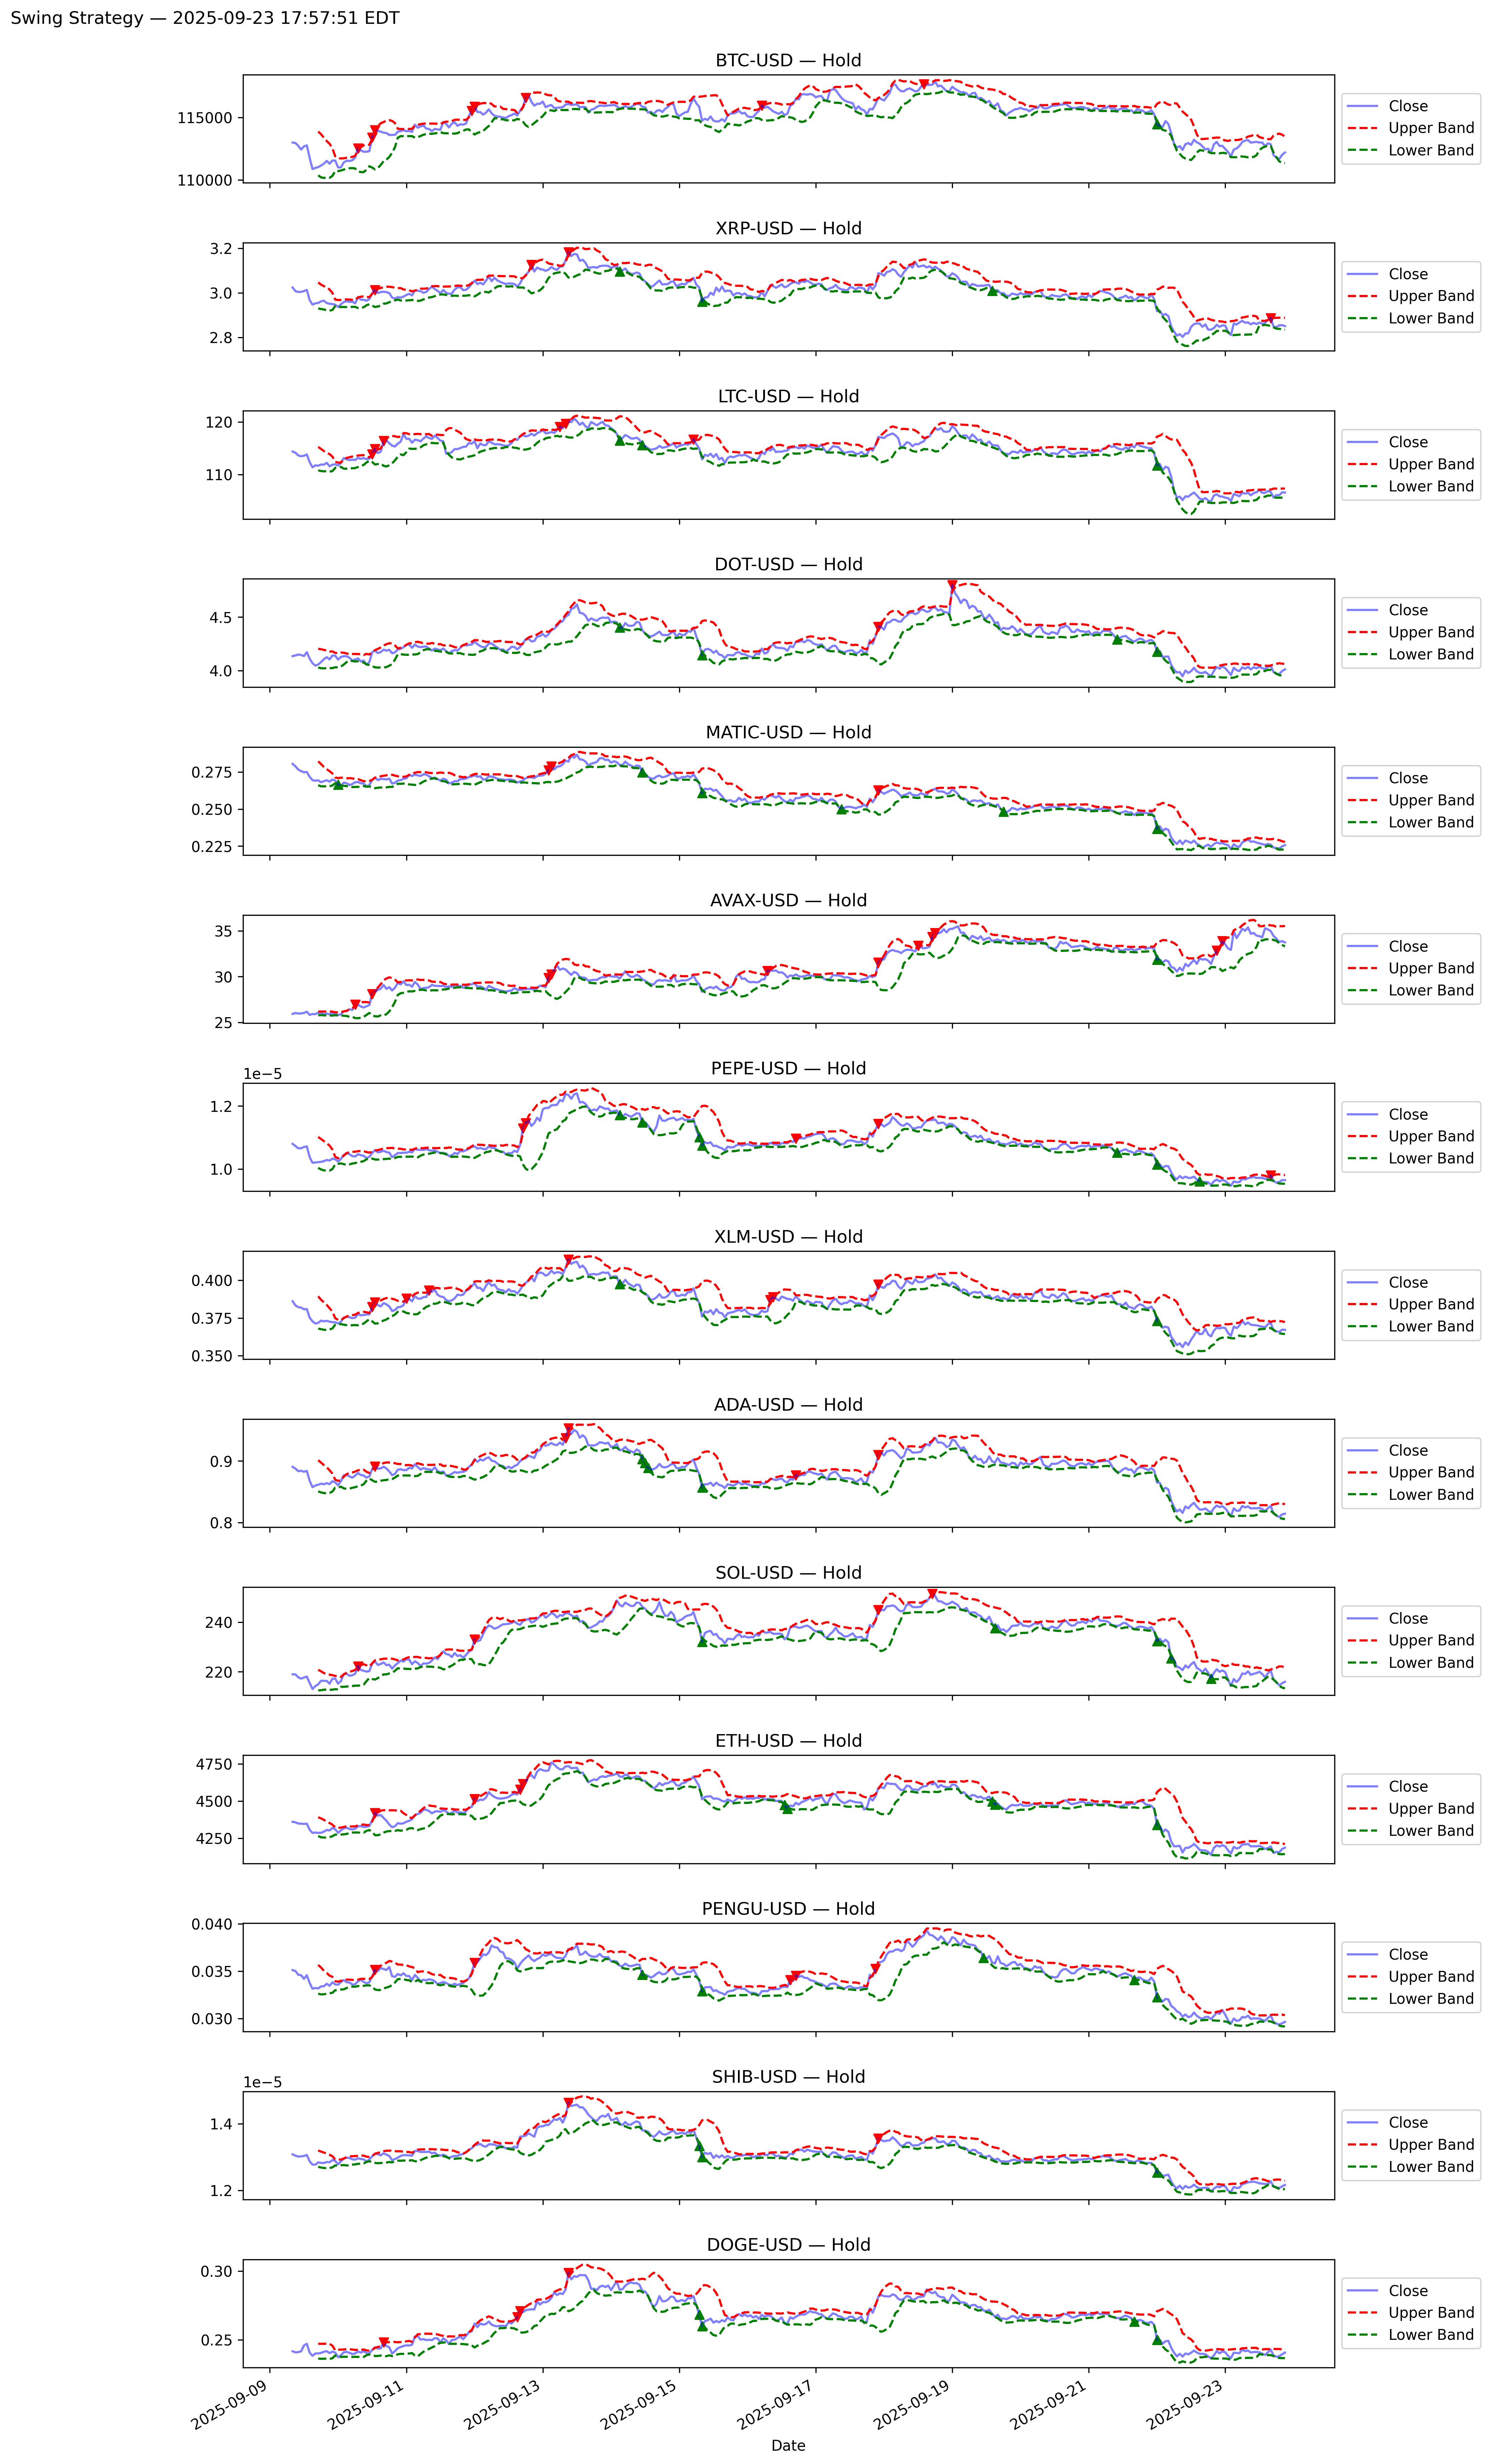 Swing Strategy — 2025-09-23 17:57:51 EDT
BTC-USD — Hold
115000
110000
Close
Upper Band
Lower Band
XRP-USD — Hold
3.2
3.0
2.8
Close
Upper Band
Lower Band
LTC-USD — Hold
120
110
Close
Upper Band
Lower Band
DOT-USD — Hold
4.5
4.0
Close
Upper Band
Lower Band
MATIC-USD — Hold
0.275
0.250
0.225
Close
Upper Band
Lower Band
AVAX-USD — Hold
35
30
25
Close
Upper Band
Lower Band
PEPE-USD — Hold
1e−5
1.2
1.0
Close
Upper Band
Lower Band
XLM-USD — Hold
0.400
0.375
0.350
Close
Upper Band
Lower Band
ADA-USD — Hold
0.9
0.8
Close
Upper Band
Lower Band
SOL-USD — Hold
240
220
Close
Upper Band
Lower Band
ETH-USD — Hold
4750
4500
4250
Close
Upper Band
Lower Band
PENGU-USD — Hold
0.040
0.035
0.030
Close
Upper Band
Lower Band
SHIB-USD — Hold
1e−5
1.4
1.2
Close
Upper Band
Lower Band
DOGE-USD — Hold
0.30
0.25
Close
Upper Band
Lower Band
2025-09-09
2025-09-11
2025-09-13
2025-09-15
2025-09-17
2025-09-19
2025-09-21
2025-09-23
Date